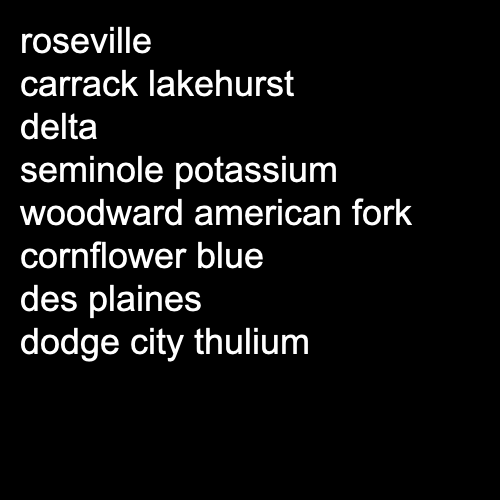 roseville
carrack lakehurst
delta
seminole potassium
woodward american fork
cornflower blue
des plaines
dodge city thulium